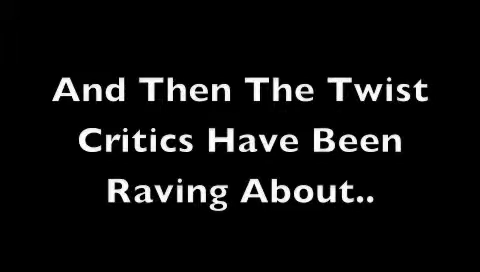 And Then The Twist
Critics Have Been
Raving About..